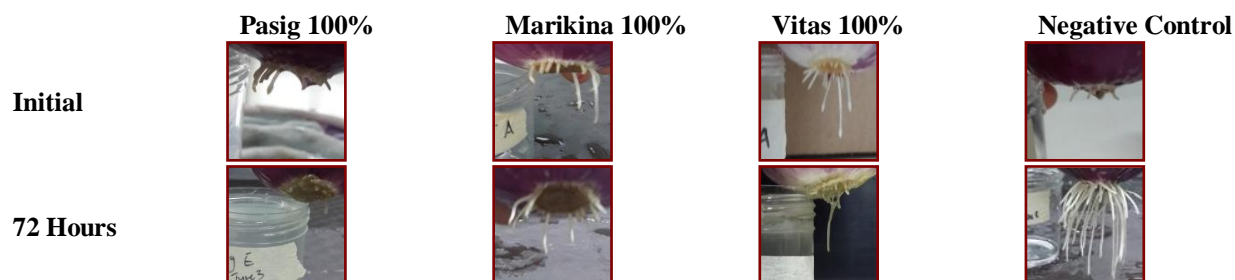 Pasig 100% Marikina 100% Vitas 100% Negative Control
Initial
A
72 Hours
E